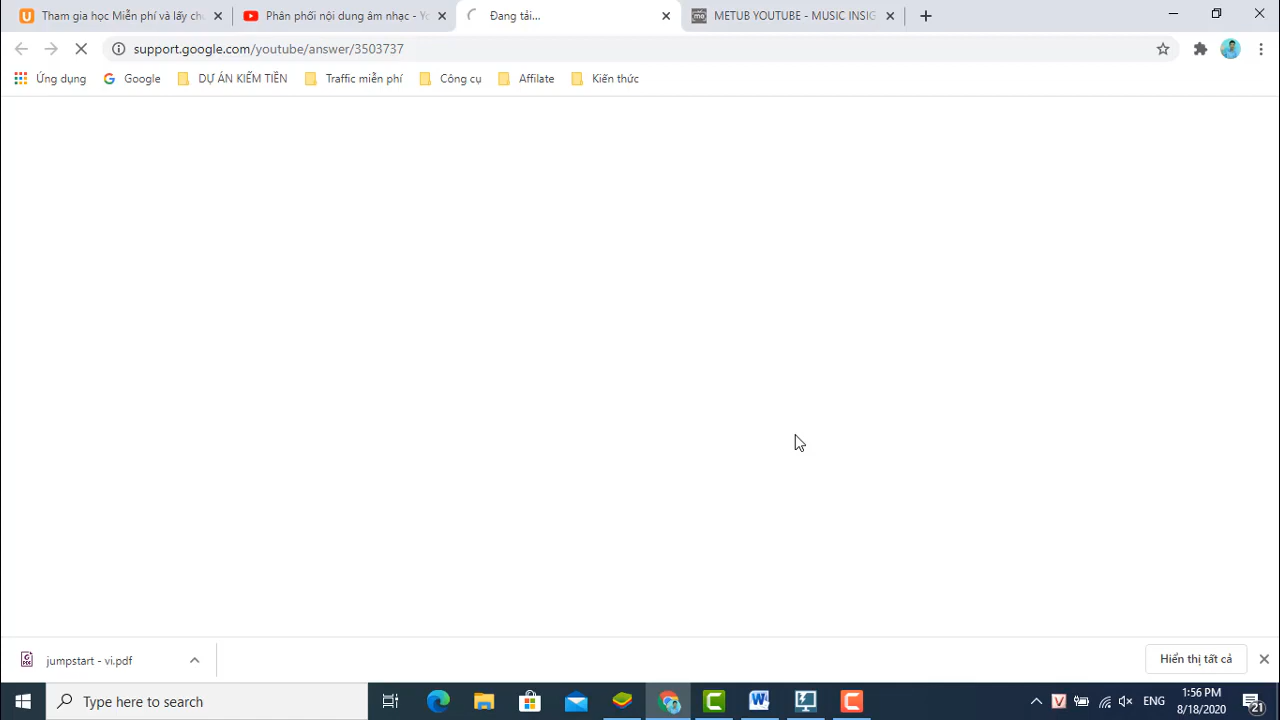 Tham gia học Miễn phí và lấy chu
Phân phối nội dung âm nhạc - Yo
Đang tải...
METUB YOUTUBE - MUSIC INSIG
support.google.com/youtube/answer/3503737
Ứng dụng
Google
DỰ ÁN KIẾM TIỀN
Traffic miễn phí
Công cụ
Affilate
Kiến thức
jumpstart - vi.pdf
Hiển thị tất cả
Type here to search
ENG
1:56 PM
8/18/2020
21